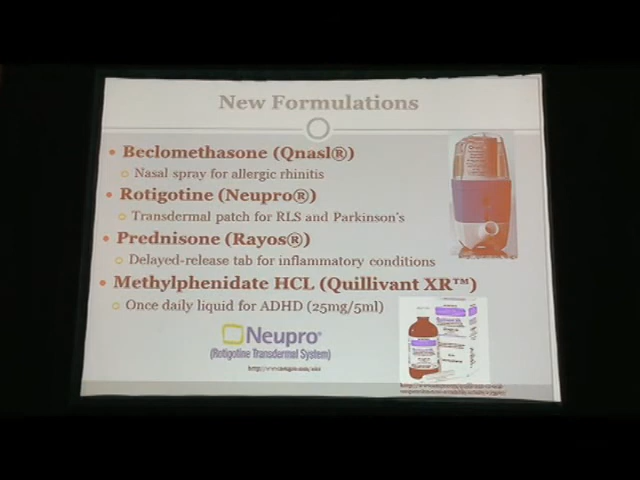 New Formulations
• Beclomethasone (Qnasl®)
○ Nasal spray for allergic rhinitis
• Rotigotine (Neupro®)
○ Transdermal patch for RLS and Parkinson's
• Prednisone (Rayos®)
○ Delayed-release tab for inflammatory conditions
• Methylphenidate HCL (Quillivant XR™)
○ Once daily liquid for ADHD (25mg/5ml)
Neupro®
(Rotigotine Transdermal System)